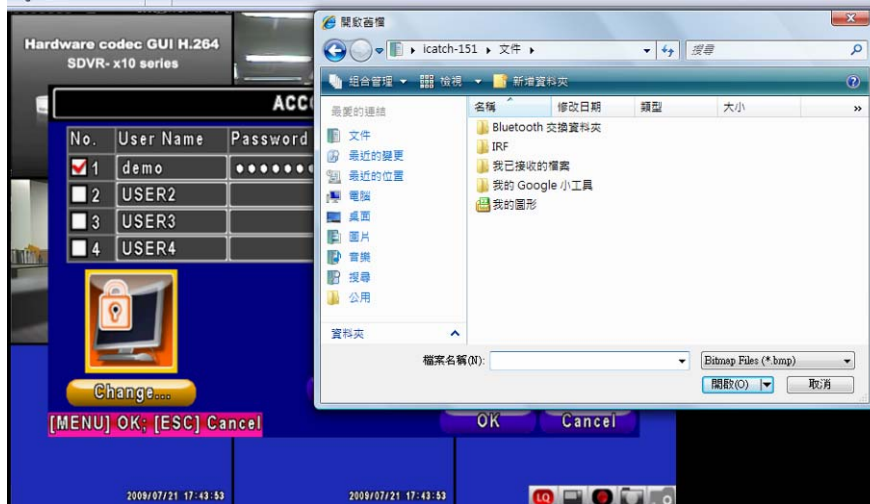 Hardware codec GUI H.264
SDVR- x10 series
ACC
No. User Name Password
1 demo ●●●●●●
2 USER2
3 USER3
4 USER4
Change...
[MENU] OK; [ESC] Cancel
OK Cancel
2009/07/21 17:43:53
2009/07/21 17:43:53
LQ
開啟舊檔
icatch-151 文件
搜尋
組合管理 檢視 新增資料夾
最愛的連結
文件
最近的變更
最近的位置
電腦
桌面
圖片
音樂
搜尋
公用
資料夾
名稱 修改日期 類型 大小 »
Bluetooth 交換資料夾
IRF
我已接收的檔案
我的 Google 小工具
我的圖形
檔案名稱(N):
Bitmap Files (*.bmp)
開啟(O) 取消